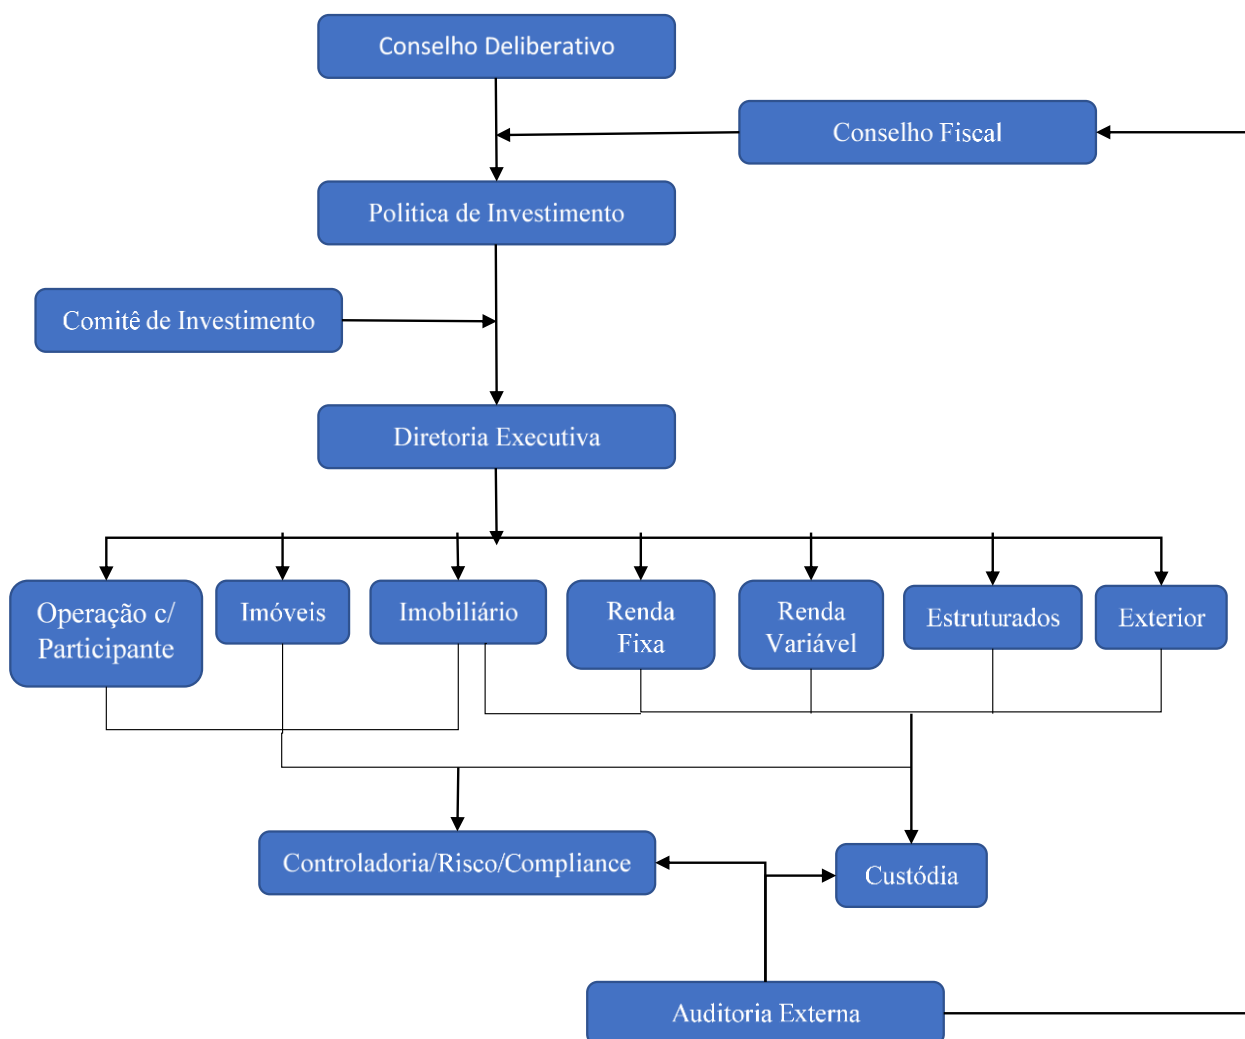 Conselho Deliberativo
Conselho Fiscal
Politica de Investimento
Comitê de Investimento
Diretoria Executiva
Operação c/
Participante
Imóveis
Imobiliário
Renda
Fixa
Renda
Variável
Estruturados
Exterior
Controladoria/Risco/Compliance
Custódia
Auditoria Externa